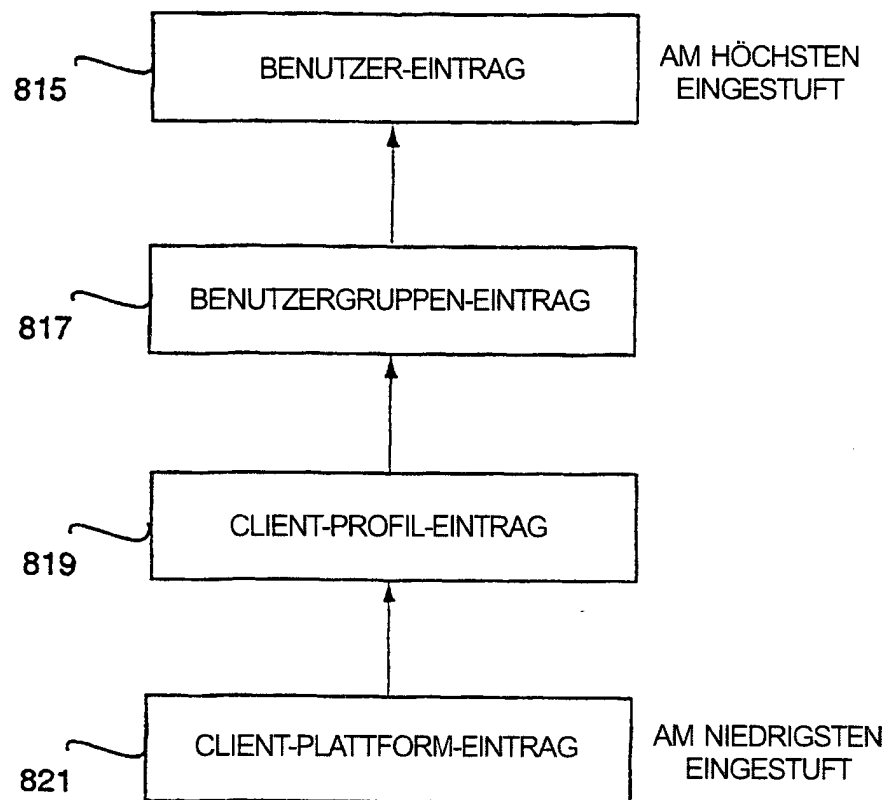 BENUTZER-EINTRAG
AM HÖCHSTEN
EINGESTUFT
815
BENUTZERGRUPPEN-EINTRAG
817
CLIENT-PROFIL-EINTRAG
819
CLIENT-PLATTFORM-EINTRAG
AM NIEDRIGSTEN
EINGESTUFT
821